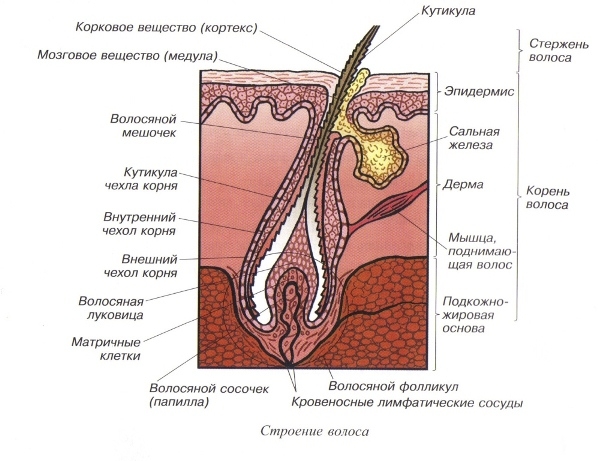 Кутикула
Корковое вещество (кортекс)
Мозговое вещество (медула)
Стержень
волоса
Эпидермис
Волосяной
мешочек
Сальная
железа
Кутикула
чехла корня
Дерма
Корень
волоса
Внутренний
чехол корня
Мышца,
поднимаю-
щая волос
Внешний
чехол корня
Волосяная
луковица
Подкожно-
жировая
основа
Матричные
клетки
Волосяной сосочек
(папилла)
Волосяной фолликул
Кровеносные лимфатические сосуды
Строение волоса